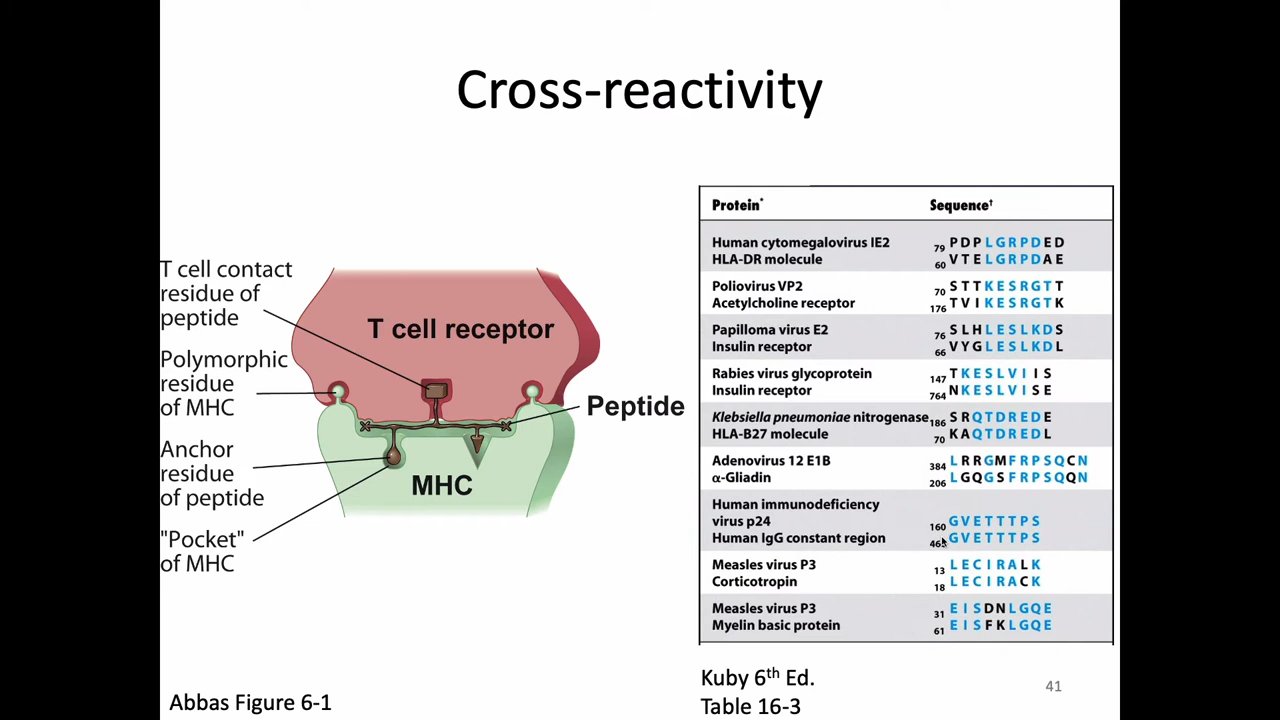 Cross-reactivity
T cell contact
residue of
peptide
Polymorphic
residue
of MHC
Anchor
residue
of peptide
"Pocket"
of MHC
T cell receptor
Peptide
MHC
Abbas Figure 6-1
Protein* Sequence†
Human cytomegalovirus IE2 79 P D P L G R P D E D
HLA-DR molecule 60 V T E L G R P D A E
Poliovirus VP2 70 S T T K E S R G T T
Acetylcholine receptor 176 T V I K E S R G T K
Papilloma virus E2 76 S L H L E S L K D S
Insulin receptor 66 V Y G L E S L K D L
Rabies virus glycoprotein 147 T K E S L V I I S
Insulin receptor 764 N K E S L V I S E
Klebsiella pneumoniae nitrogenase 186 S R Q T D R E D E
HLA-B27 molecule 70 K A Q T D R E D L
Adenovirus 12 E1B 384 L R R G M F R P S Q C N
α-Gliadin 206 L G Q G S F R P S Q Q N
Human immunodeficiency
virus p24 160 G V E T T T P S
Human IgG constant region 465 G V E T T T P S
Measles virus P3 13 L E C I R A L K
Corticotropin 18 L E C I R A C K
Measles virus P3 31 E I S D N L G Q E
Myelin basic protein 61 E I S F K L G Q E
Kuby 6th Ed.
Table 16-3
41